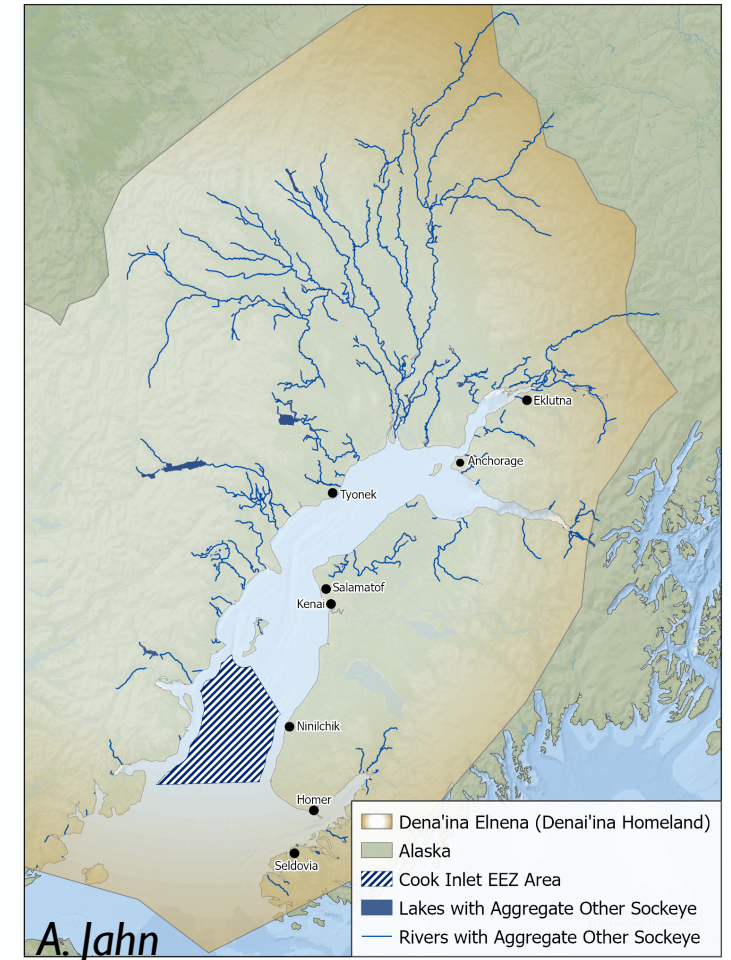 Eklutna
Anchorage
Tyonek
Salamatof
Kenai
Ninilchik
Homer
Seldovia
Dena'ina Elnena (Denai'ina Homeland)
Alaska
Cook Inlet EEZ Area
Lakes with Aggregate Other Sockeye
Rivers with Aggregate Other Sockeye
A. Jahn